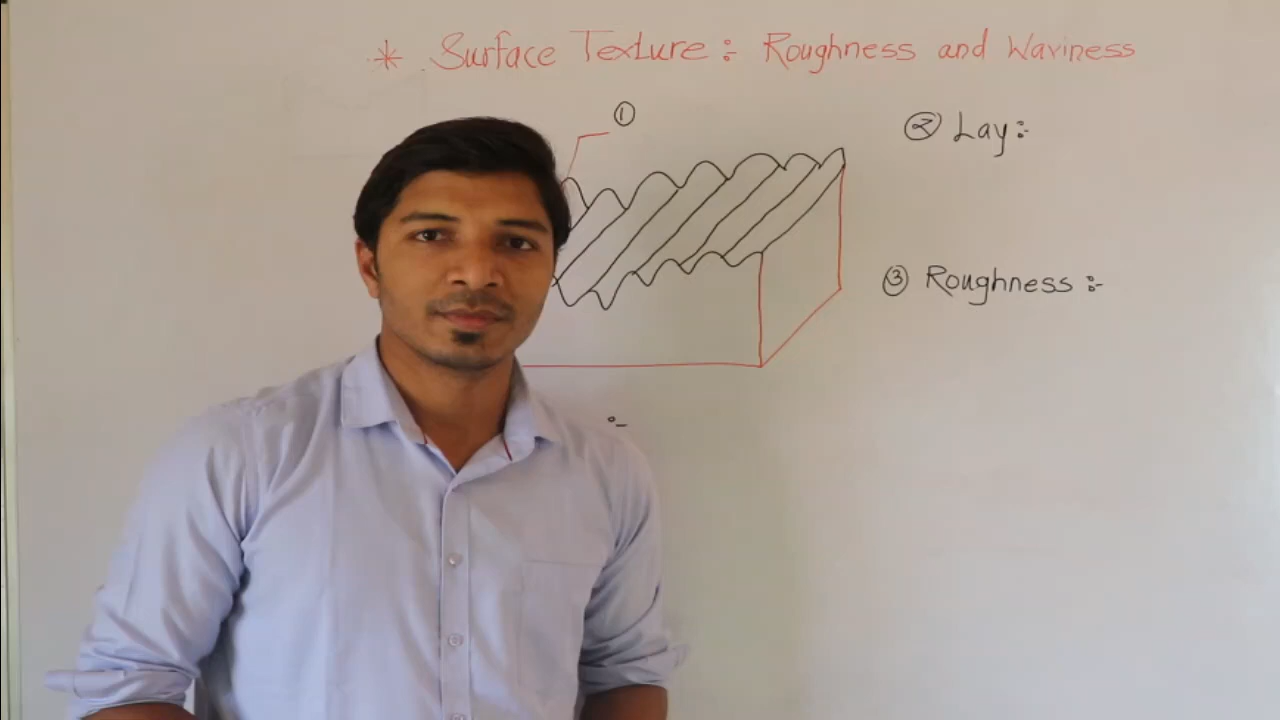 * Surface Texture :- Roughness and Waviness
①
② Lay :-
③ Roughness :-
:-